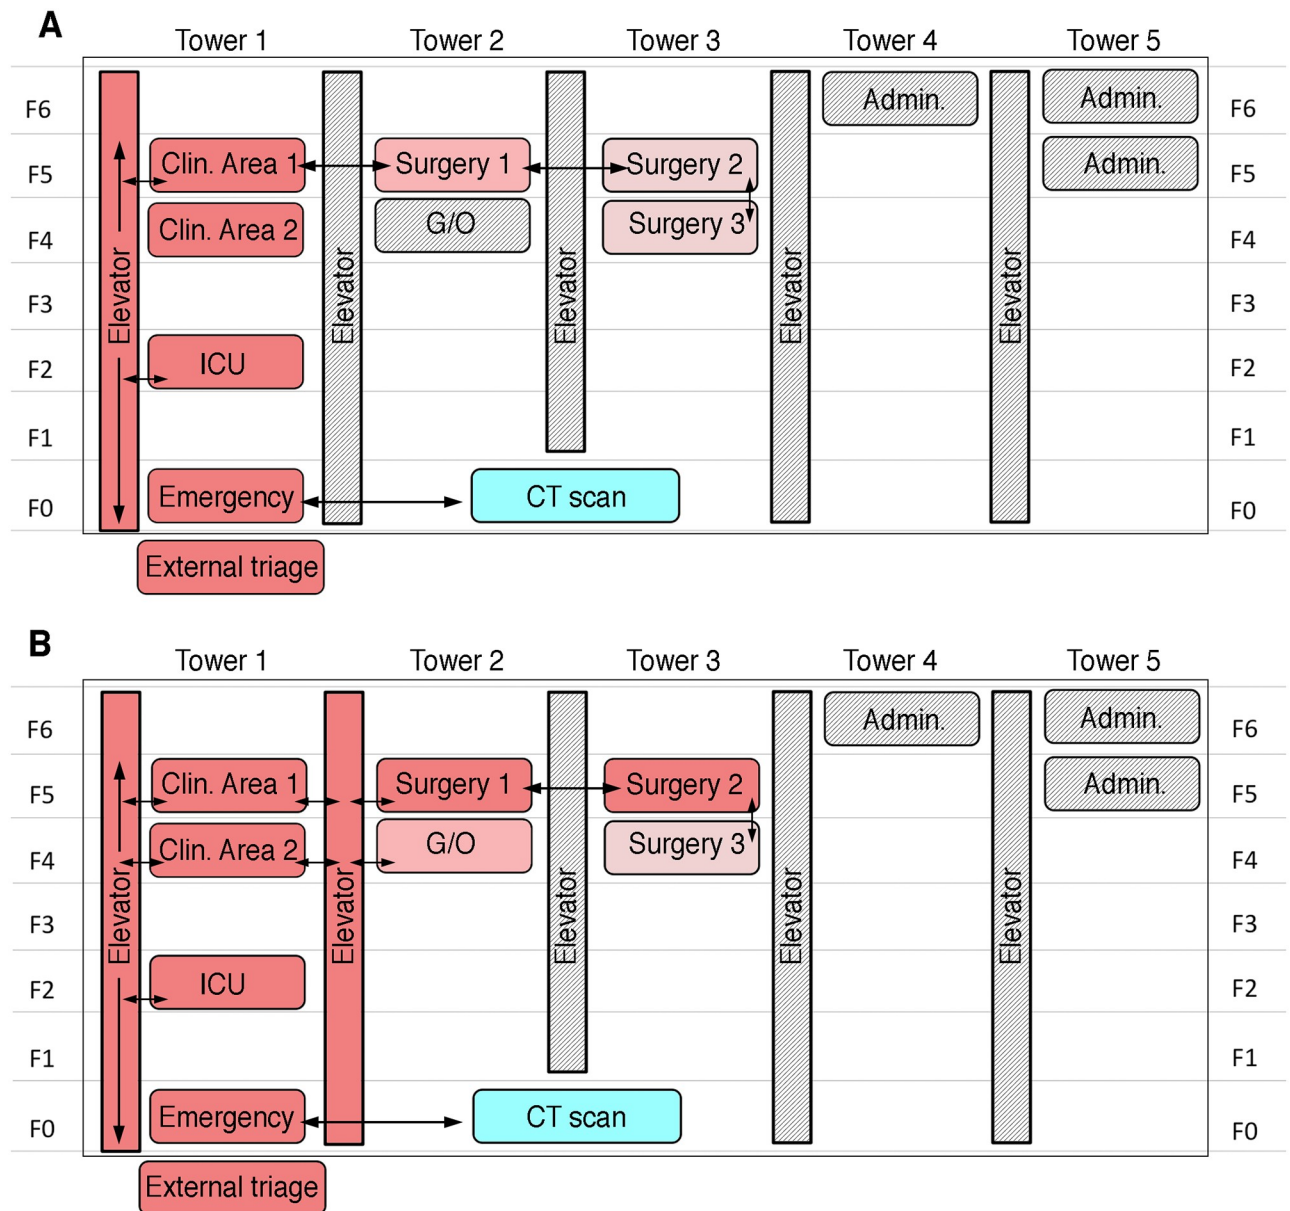 A
Tower 1 Tower 2 Tower 3 Tower 4 Tower 5
F6 Admin. Admin. F6
F5 Clin. Area 1 Surgery 1 Surgery 2 Admin. F5
F4 Clin. Area 2 G/O Surgery 3 F4
Elevator Elevator Elevator Elevator Elevator
F3 F3
F2 ICU F2
F1 F1
F0 Emergency CT scan F0
External triage
B
Tower 1 Tower 2 Tower 3 Tower 4 Tower 5
F6 Admin. Admin. F6
F5 Clin. Area 1 Surgery 1 Surgery 2 Admin. F5
F4 Clin. Area 2 G/O Surgery 3 F4
Elevator Elevator Elevator Elevator Elevator
F3 F3
F2 ICU F2
F1 F1
F0 Emergency CT scan F0
External triage